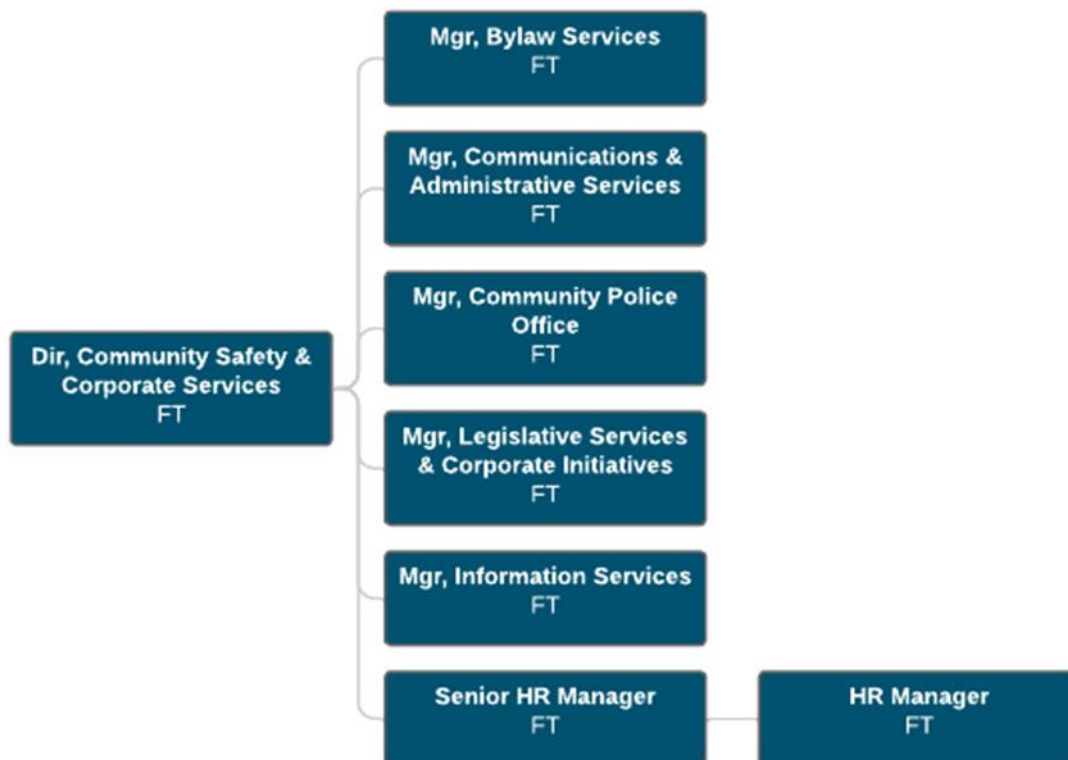 Mgr, Bylaw Services
FT
Mgr, Communications &
Administrative Services
FT
Mgr, Community Police
Office
FT
Dir, Community Safety &
Corporate Services
FT
Mgr, Legislative Services
& Corporate Initiatives
FT
Mgr, Information Services
FT
Senior HR Manager
FT
HR Manager
FT